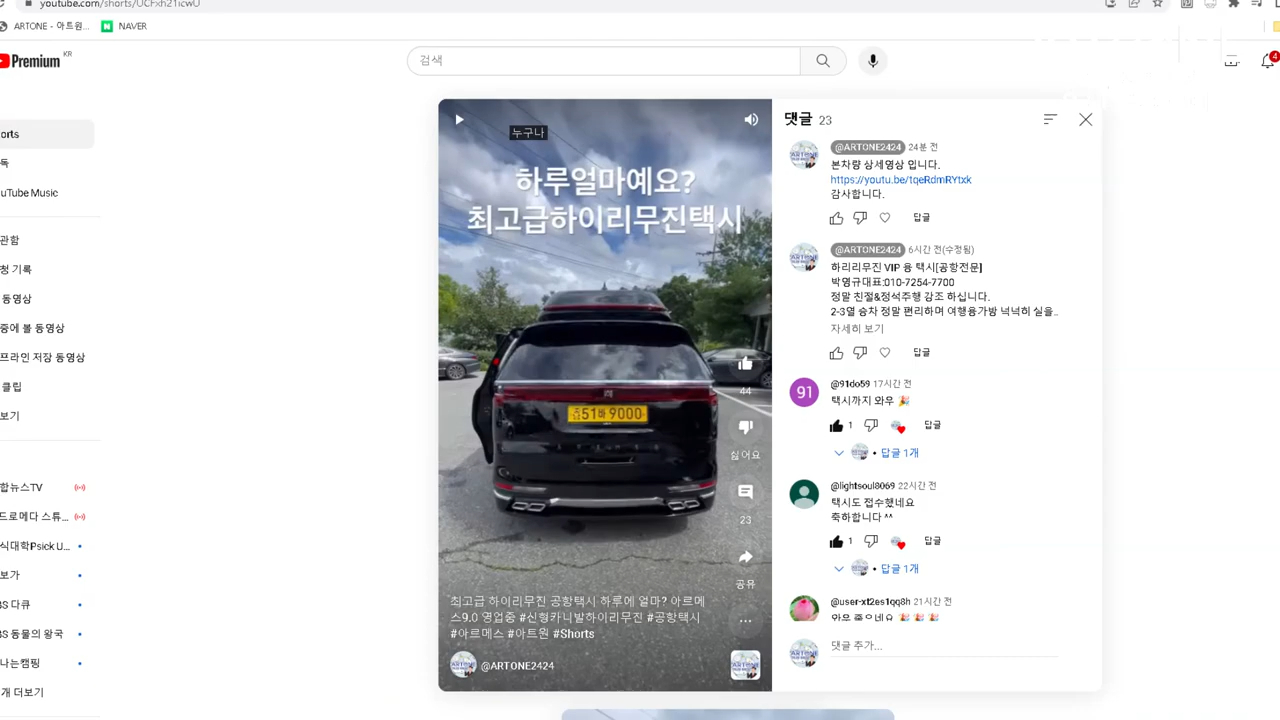 youtube.com/shorts/UCFxh21icwU
ARTONE - 아트원...
NAVER
Premium KR
검색
4
orts
독
uTube Music
관함
청 기록
동영상
중에 볼 동영상
프라인 저장 동영상
클립
보기
합뉴스TV
드로메다 스튜...
식대학Psick U...
보가
BS 다큐
BS 동물의 왕국
나는캠핑
개 더보기
누구나
하루얼마예요?
최고급하이리무진택시
51바 9000
44
싫어요
23
공유
최고급 하이리무진 공항택시 하루에 얼마? 아르메
스9.0 영업중 #신형카니발하이리무진 #공항택시
#아르메스 #아트원 #Shorts
@ARTONE2424
댓글 23
@ARTONE2424 24분 전
본차량 상세영상 입니다.
https://youtu.be/tqeRdmRYtxk
감사합니다.
답글
@ARTONE2424 6시간 전(수정됨)
하리리무진 VIP 용 택시[공항전문]
박영규대표:010-7254-7700
정말 친절&정석주행 강조 하십니다.
2-3열 승차 정말 편리하며 여행용가방 넉넉히 실을..
자세히 보기
답글
91
@91do59 17시간 전
택시까지 와우 🎉
1 답글
답글 1개
@lightsoul8069 22시간 전
택시도 접수했네요
축하합니다 ^^
1 답글
답글 1개
@user-xt2es1qq8h 21시간 전
와우 좋으네요 🎉 🎉 🎉
댓글 추가...